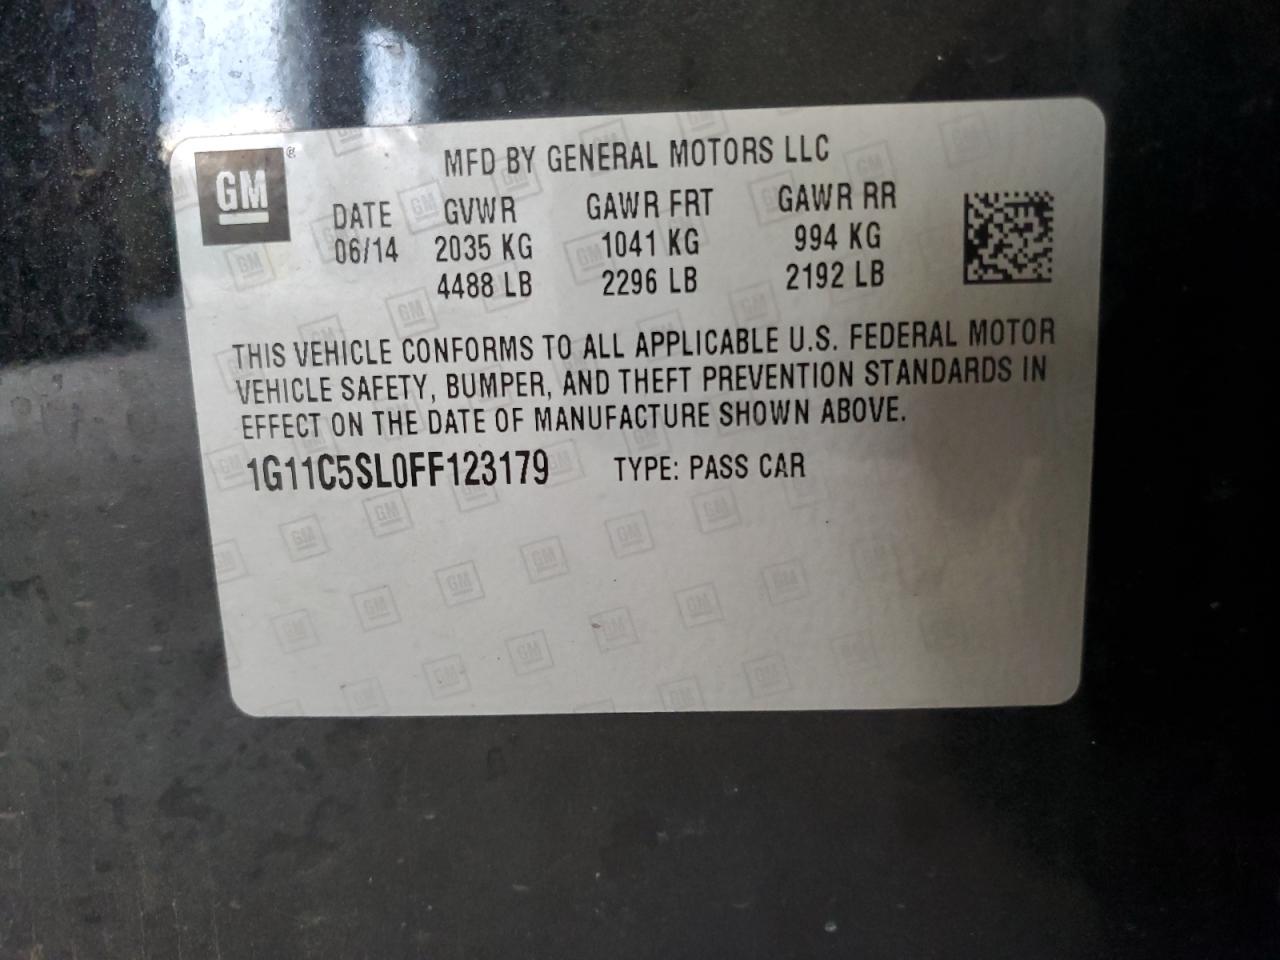 GM
MFD BY GENERAL MOTORS LLC
DATE GVWR GAWR FRT GAWR RR
06/14 2035 KG 1041 KG 994 KG
4488 LB 2296 LB 2192 LB
THIS VEHICLE CONFORMS TO ALL APPLICABLE U.S. FEDERAL MOTOR
VEHICLE SAFETY, BUMPER, AND THEFT PREVENTION STANDARDS IN
EFFECT ON THE DATE OF MANUFACTURE SHOWN ABOVE.
1G11C5SL0FF123179 TYPE: PASS CAR